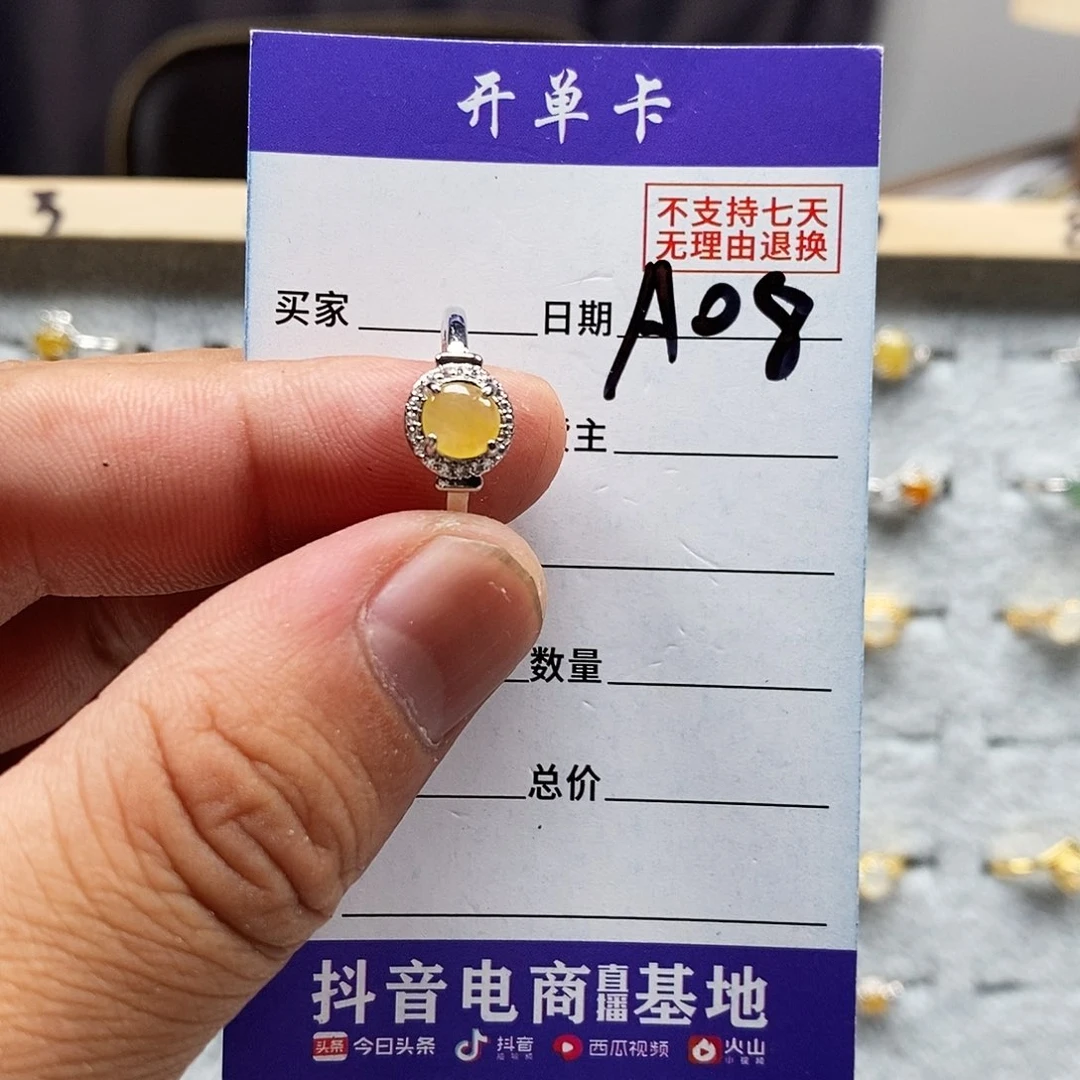 开单卡
不支持七天
无理由退换
买家 日期 A08
主
数量
总价
抖音电商直播基地
头条 今日头条 抖音 西瓜视频 火山